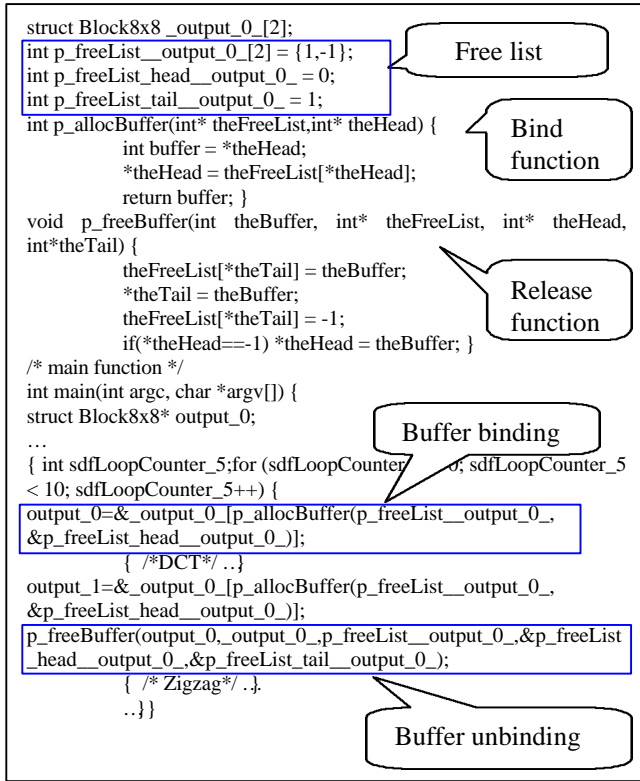 struct Block8x8 _output_0_[2];
int p_freeList__output_0_[2] = {1,-1};
int p_freeList_head__output_0_ = 0;
int p_freeList_tail__output_0_ = 1;
Free list
int p_allocBuffer(int* theFreeList,int* theHead) {
int buffer = *theHead;
*theHead = theFreeList[*theHead];
return buffer; }
Bind
function
void p_freeBuffer(int theBuffer, int* theFreeList, int* theHead,
int*theTail) {
theFreeList[*theTail] = theBuffer;
*theTail = theBuffer;
theFreeList[*theTail] = -1;
if(*theHead==-1) *theHead = theBuffer; }
Release
function
/* main function */
int main(int argc, char *argv[]) {
struct Block8x8* output_0;
…
Buffer binding
{ int sdfLoopCounter_5;for (sdfLoopCounter 0; sdfLoopCounter_5
< 10; sdfLoopCounter_5++) {
output_0=&_output_0_[p_allocBuffer(p_freeList__output_0_,
&p_freeList_head__output_0_)];
{ /*DCT*/ …}
output_1=&_output_0_[p_allocBuffer(p_freeList__output_0_,
&p_freeList_head__output_0_)];
p_freeBuffer(output_0,_output_0_,p_freeList__output_0_,&p_freeList
_head__output_0_,&p_freeList_tail__output_0_);
{ /* Zigzag*/ …}.
…}}
Buffer unbinding